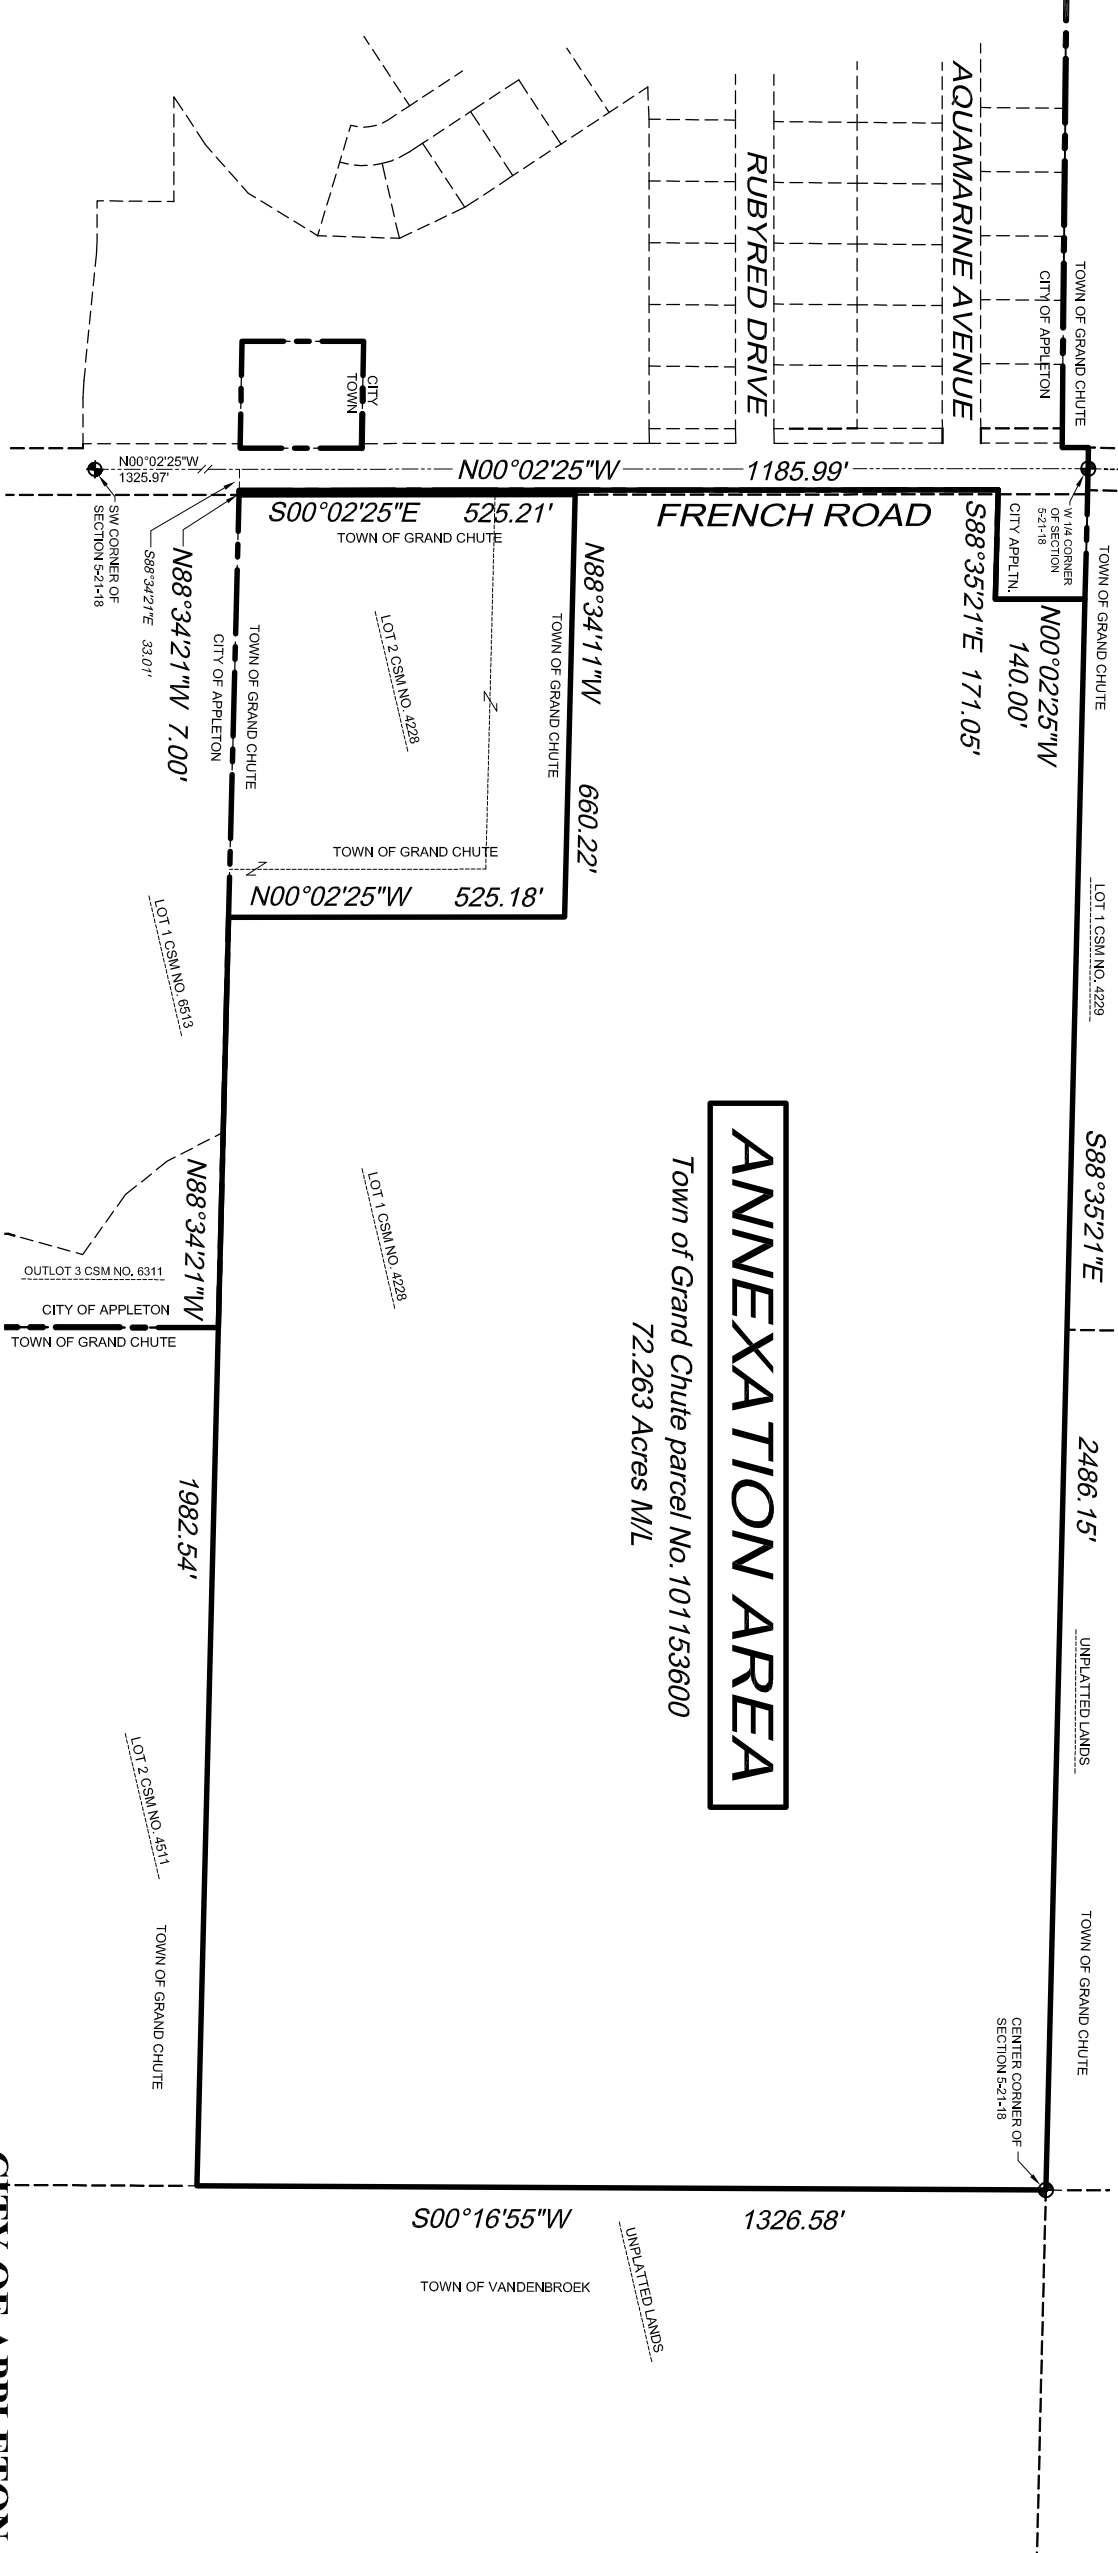 AQUAMARINE AVENUE
RUBYRED DRIVE
TOWN OF GRAND CHUTE
CITY OF APPLETON
CITY
TOWN
N00°02'25"W
1325.97'
N00°02'25"W
1185.99'
SW CORNER OF
SECTION 5-21-18
S88°34'21"E 33.01'
N88°34'21"W 7.00'
S00°02'25"E 525.21'
TOWN OF GRAND CHUTE
FRENCH ROAD
W 1/4 CORNER
OF SECTION
5-21-18
CITY APPLTN.
S88°35'21"E 171.05'
N00°02'25"W
140.00'
TOWN OF GRAND CHUTE
N88°34'11"W 660.22'
TOWN OF GRAND CHUTE
LOT 2 CSM NO. 4228
TOWN OF GRAND CHUTE
CITY OF APPLETON
TOWN OF GRAND CHUTE
N00°02'25"W 525.18'
LOT 1 CSM NO. 6513
LOT 1 CSM NO. 4229
S88°35'21"E 2486.15'
ANNEXATION AREA
Town of Grand Chute parcel No. 101153600
72.263 Acres M/L
LOT 1 CSM NO. 4228
N88°34'21"W 1982.54'
OUTLOT 3 CSM NO. 6311
CITY OF APPLETON
TOWN OF GRAND CHUTE
UNPLATTED LANDS
LOT 2 CSM NO. 4511
TOWN OF GRAND CHUTE
TOWN OF GRAND CHUTE
CENTER CORNER OF
SECTION 5-21-18
S00°16'55"W 1326.58'
UNPLATTED LANDS
TOWN OF VANDENBROEK
CITY OF APPLETON